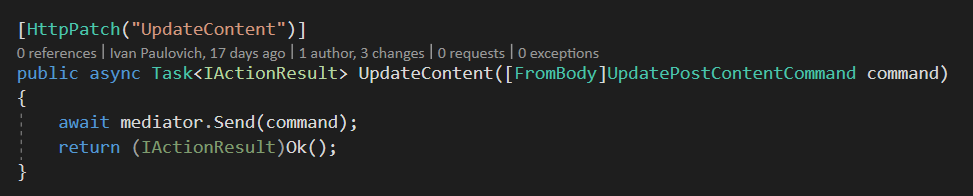 [HttpPatch("UpdateContent")]
0 references | Ivan Paulovich, 17 days ago | 1 author, 3 changes | 0 requests | 0 exceptions
public async Task<IActionResult> UpdateContent([FromBody]UpdatePostContentCommand command)
{
await mediator.Send(command);
return (IActionResult)Ok();
}